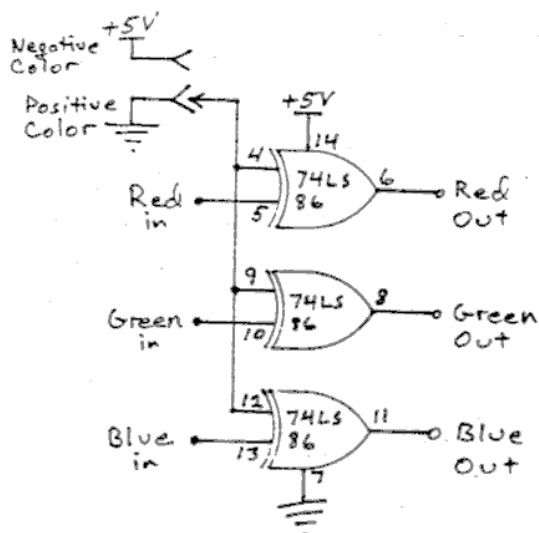 +5V
Negative
Color
Positive
Color
+5V
14
4
74LS
86
6
Red
in
5
Red
Out
9
74LS
86
8
Green
in
10
Green
Out
12
74LS
86
11
Blue
in
13
Blue
Out
7